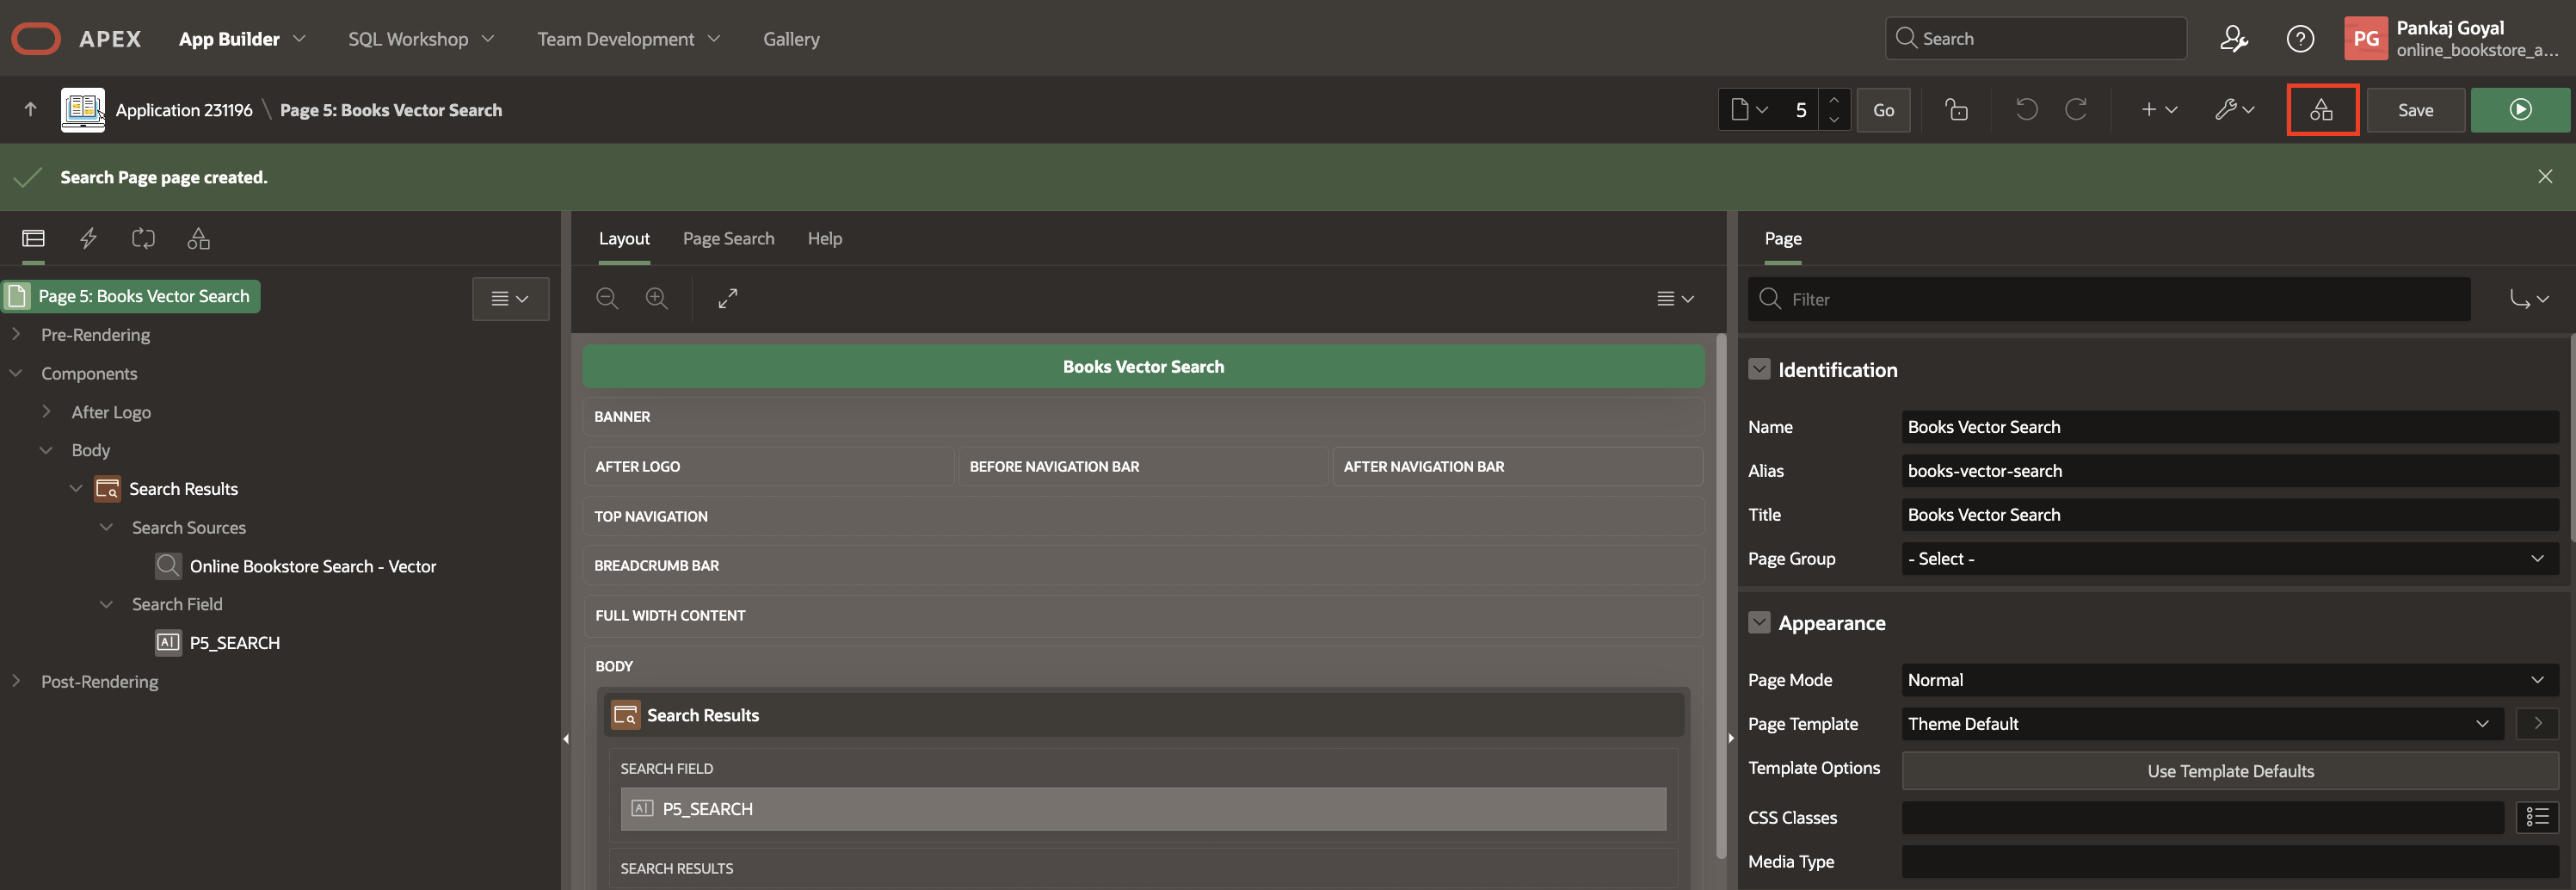 APEX App Builder SQL Workshop Team Development Gallery Search PG Pankaj Goyal
online_bookstore_a...
Application 231196 \ Page 5: Books Vector Search 5 Go Save
Search Page page created.
Layout Page Search Help
Page
Page 5: Books Vector Search
Pre-Rendering
Components
After Logo
Body
Search Results
Search Sources
Online Bookstore Search - Vector
Search Field
P5_SEARCH
Post-Rendering
Books Vector Search
BANNER
AFTER LOGO BEFORE NAVIGATION BAR AFTER NAVIGATION BAR
TOP NAVIGATION
BREADCRUMB BAR
FULL WIDTH CONTENT
BODY
Search Results
SEARCH FIELD
P5_SEARCH
SEARCH RESULTS
Filter
Identification
Name Books Vector Search
Alias books-vector-search
Title Books Vector Search
Page Group - Select -
Appearance
Page Mode Normal
Page Template Theme Default
Template Options Use Template Defaults
CSS Classes
Media Type